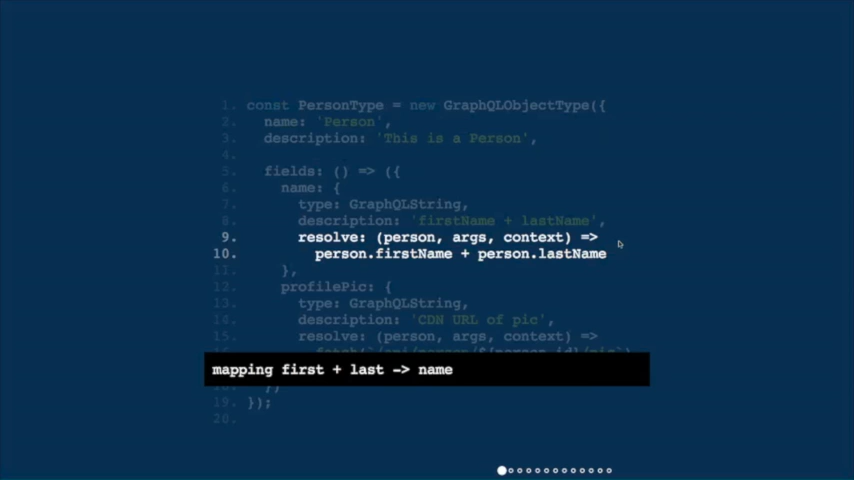 1. const PersonType = new GraphQLObjectType({
2. name: 'Person',
3. description: 'This is a Person',
4.
5. fields: () => ({
6. name: {
7. type: GraphQLString,
8. description: 'firstName + lastName',
9. resolve: (person, args, context) =>
10. person.firstName + person.lastName
11. },
12. profilePic: {
13. type: GraphQLString,
14. description: 'CDN URL of pic',
15. resolve: (person, args, context) =>
mapping first + last -> name
18. })
19. });
20.